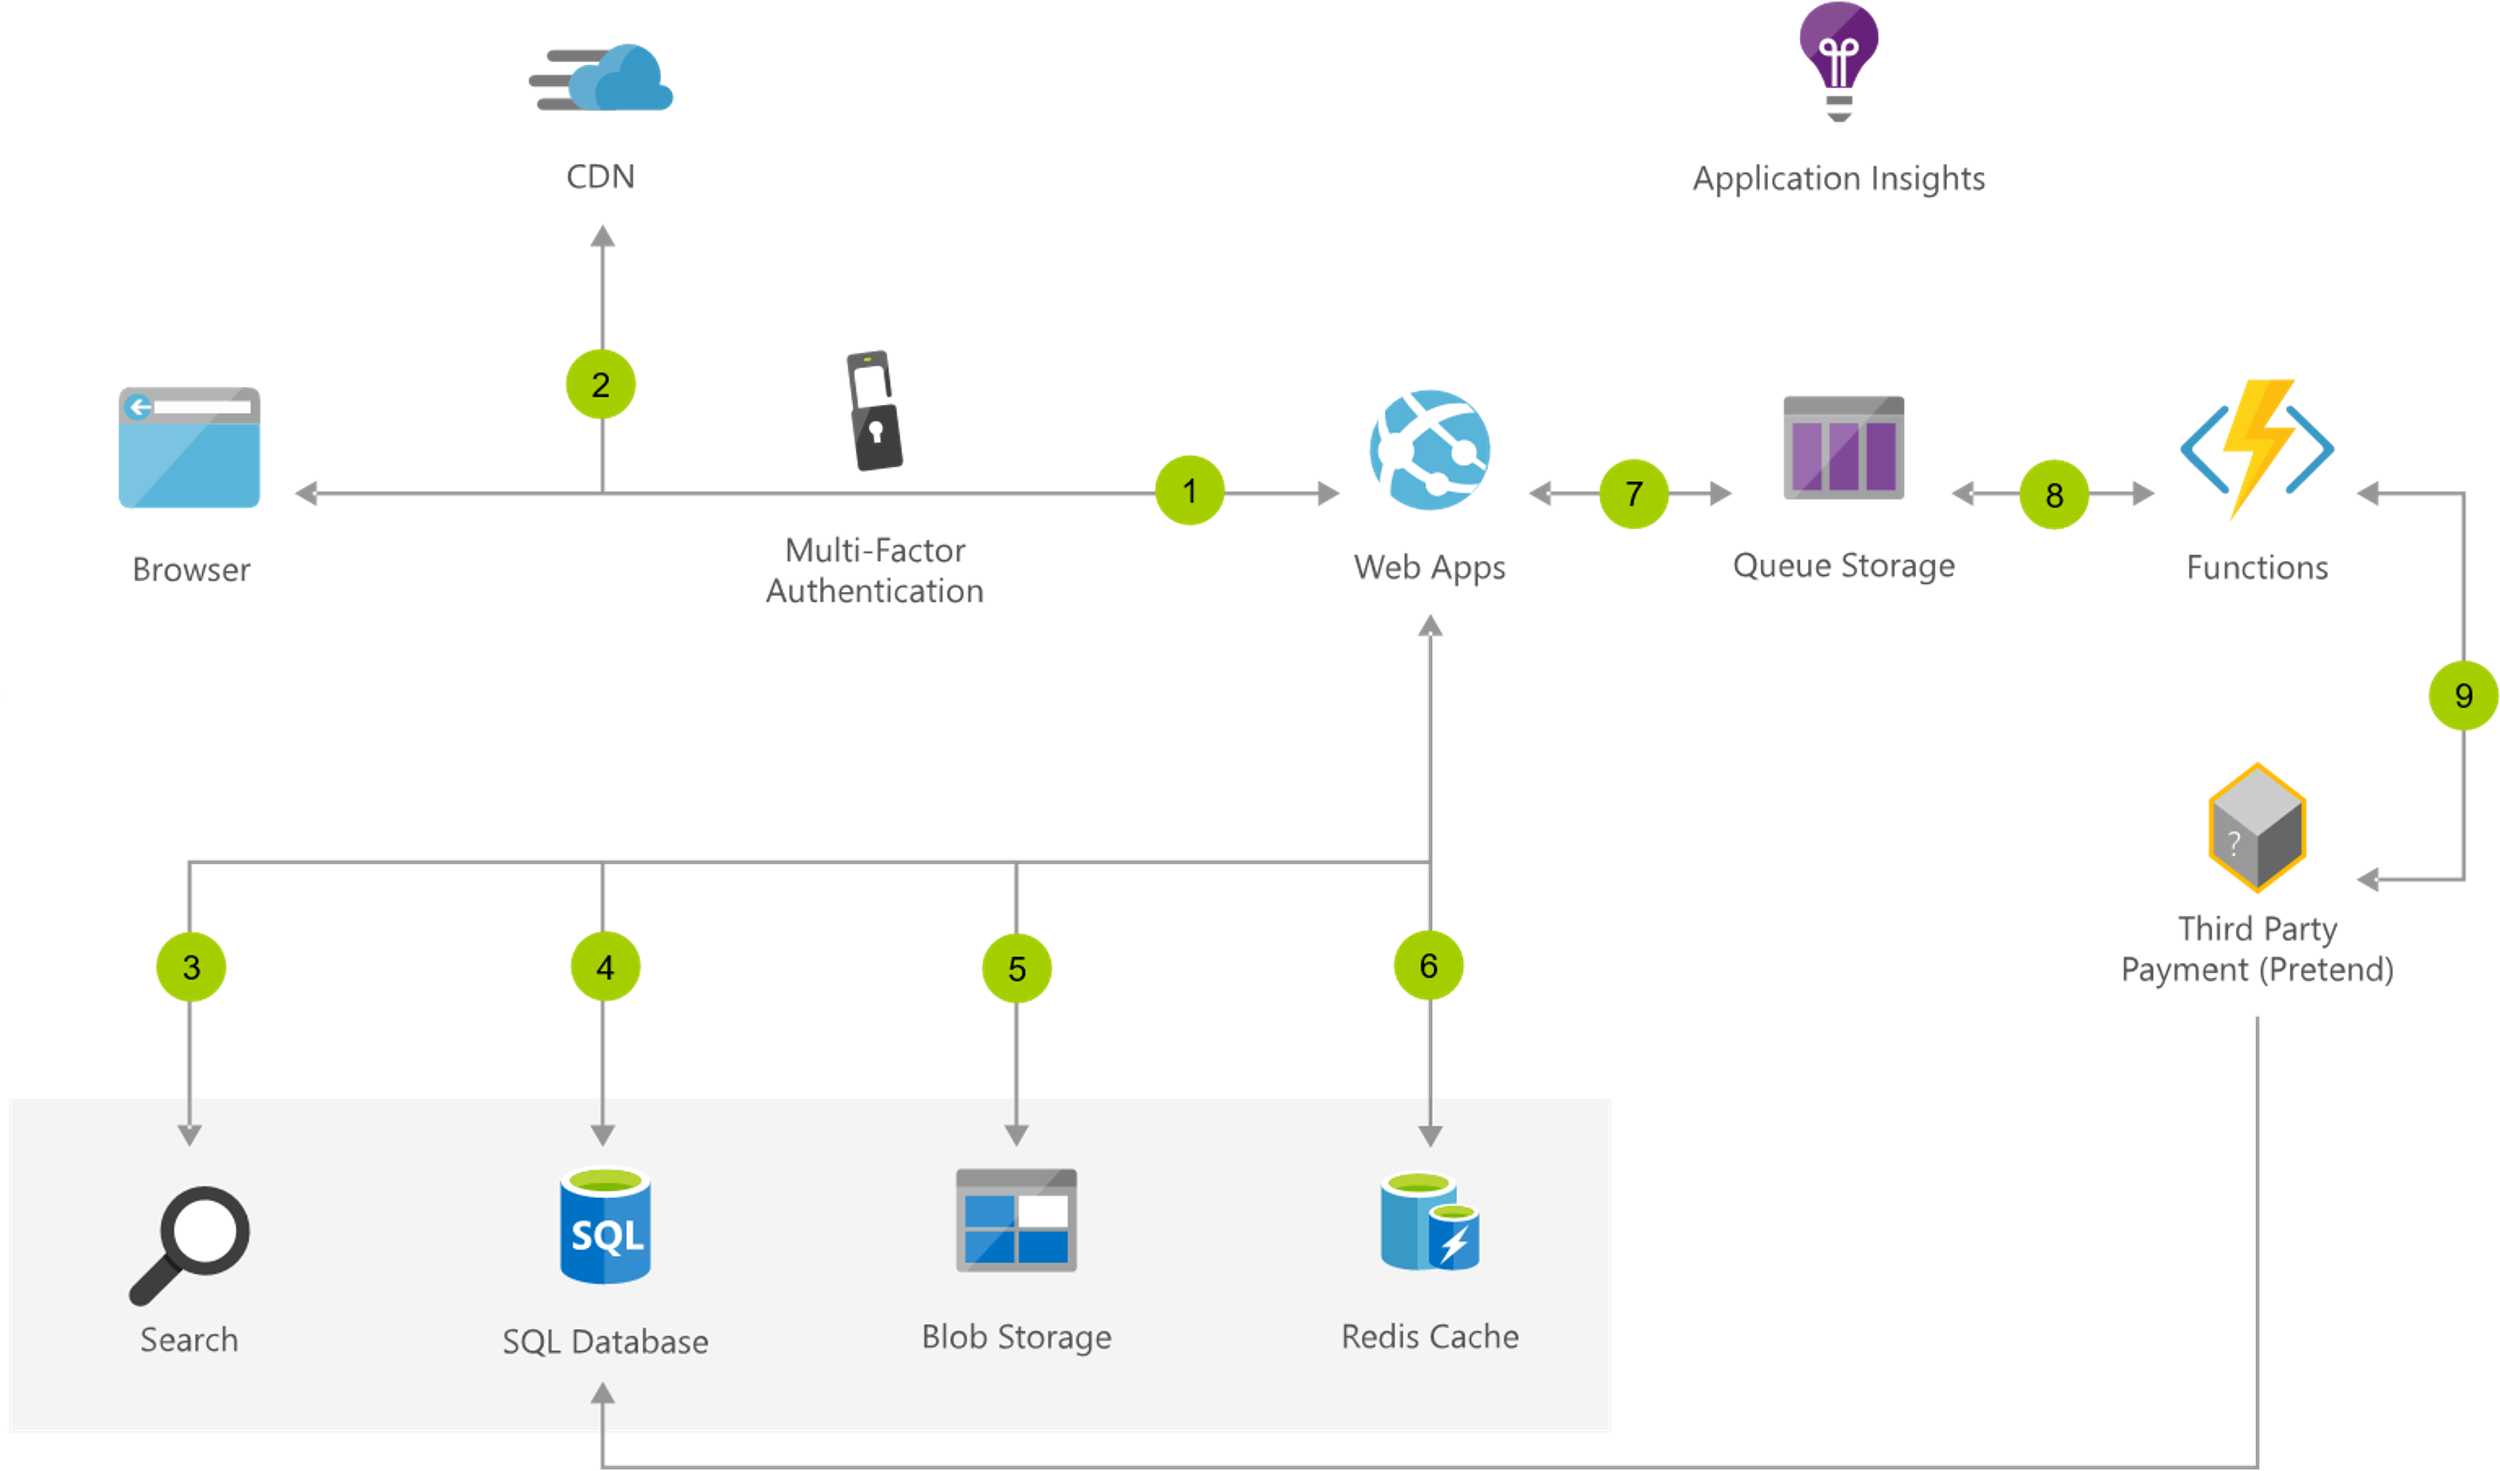 CDN
Application Insights
2
Browser
Multi-Factor
Authentication
1
Web Apps
7
Queue Storage
8
Functions
9
Third Party
Payment (Pretend)
?
3
4
5
6
Search
SQL
SQL Database
Blob Storage
Redis Cache